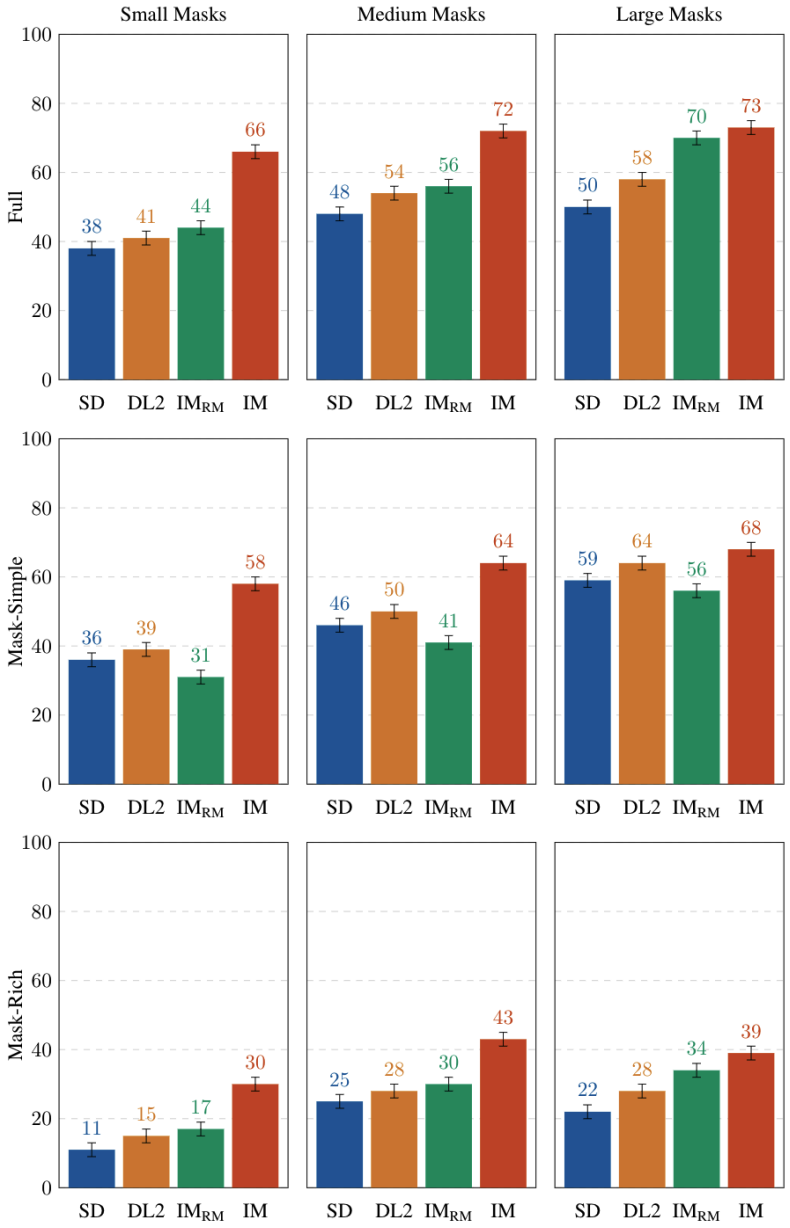 Small Masks Medium Masks Large Masks
Full
100
80
60
40
20
0
38 41 44 66
48 54 56 72
50 58 70 73
SD DL2 IM_RM IM SD DL2 IM_RM IM SD DL2 IM_RM IM
Mask-Simple
100
80
60
40
20
0
36 39 31 58
46 50 41 64
59 64 56 68
SD DL2 IM_RM IM SD DL2 IM_RM IM SD DL2 IM_RM IM
Mask-Rich
100
80
60
40
20
0
11 15 17 30
25 28 30 43
22 28 34 39
SD DL2 IM_RM IM SD DL2 IM_RM IM SD DL2 IM_RM IM